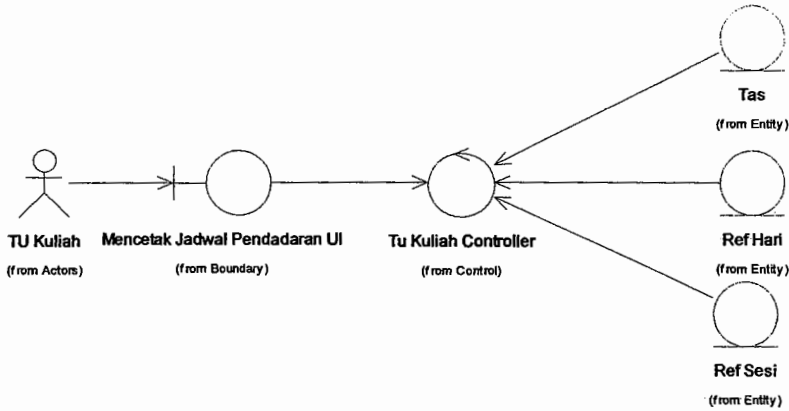 Tas
(from Entity)
TU Kuliah
(from Actors)
Mencetak Jadwal Pendadaran UI
(from Boundary)
Tu Kuliah Controller
(from Control)
Ref Hari
(from Entity)
Ref Sesi
(from Entity)